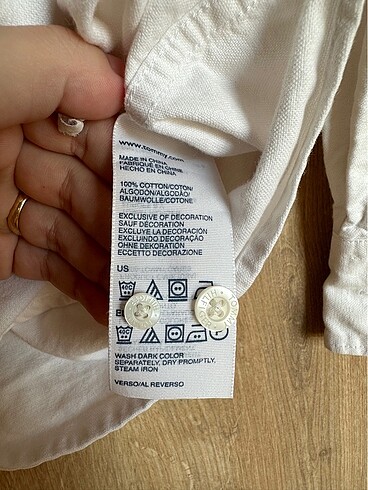 www.tommy.com
MADE IN CHINA
FABRIQUÉ EN CHINE
HECHO EN CHINA
100% COTTON/COTON/
ALGODÓN/ALGODÃO/
BAUMWOLLE/COTONE
EXCLUSIVE OF DECORATION
SAUF DÉCORATION
EXCLUYE LA DECORACIÓN
EXCLUINDO DECORAÇÃO
OHNE DEKORATION
ECCETTO DECORAZIONE
US
WASH DARK COLOR
SEPARATELY, DRY PROMPTLY.
STEAM IRON
VERSO/AL REVERSO